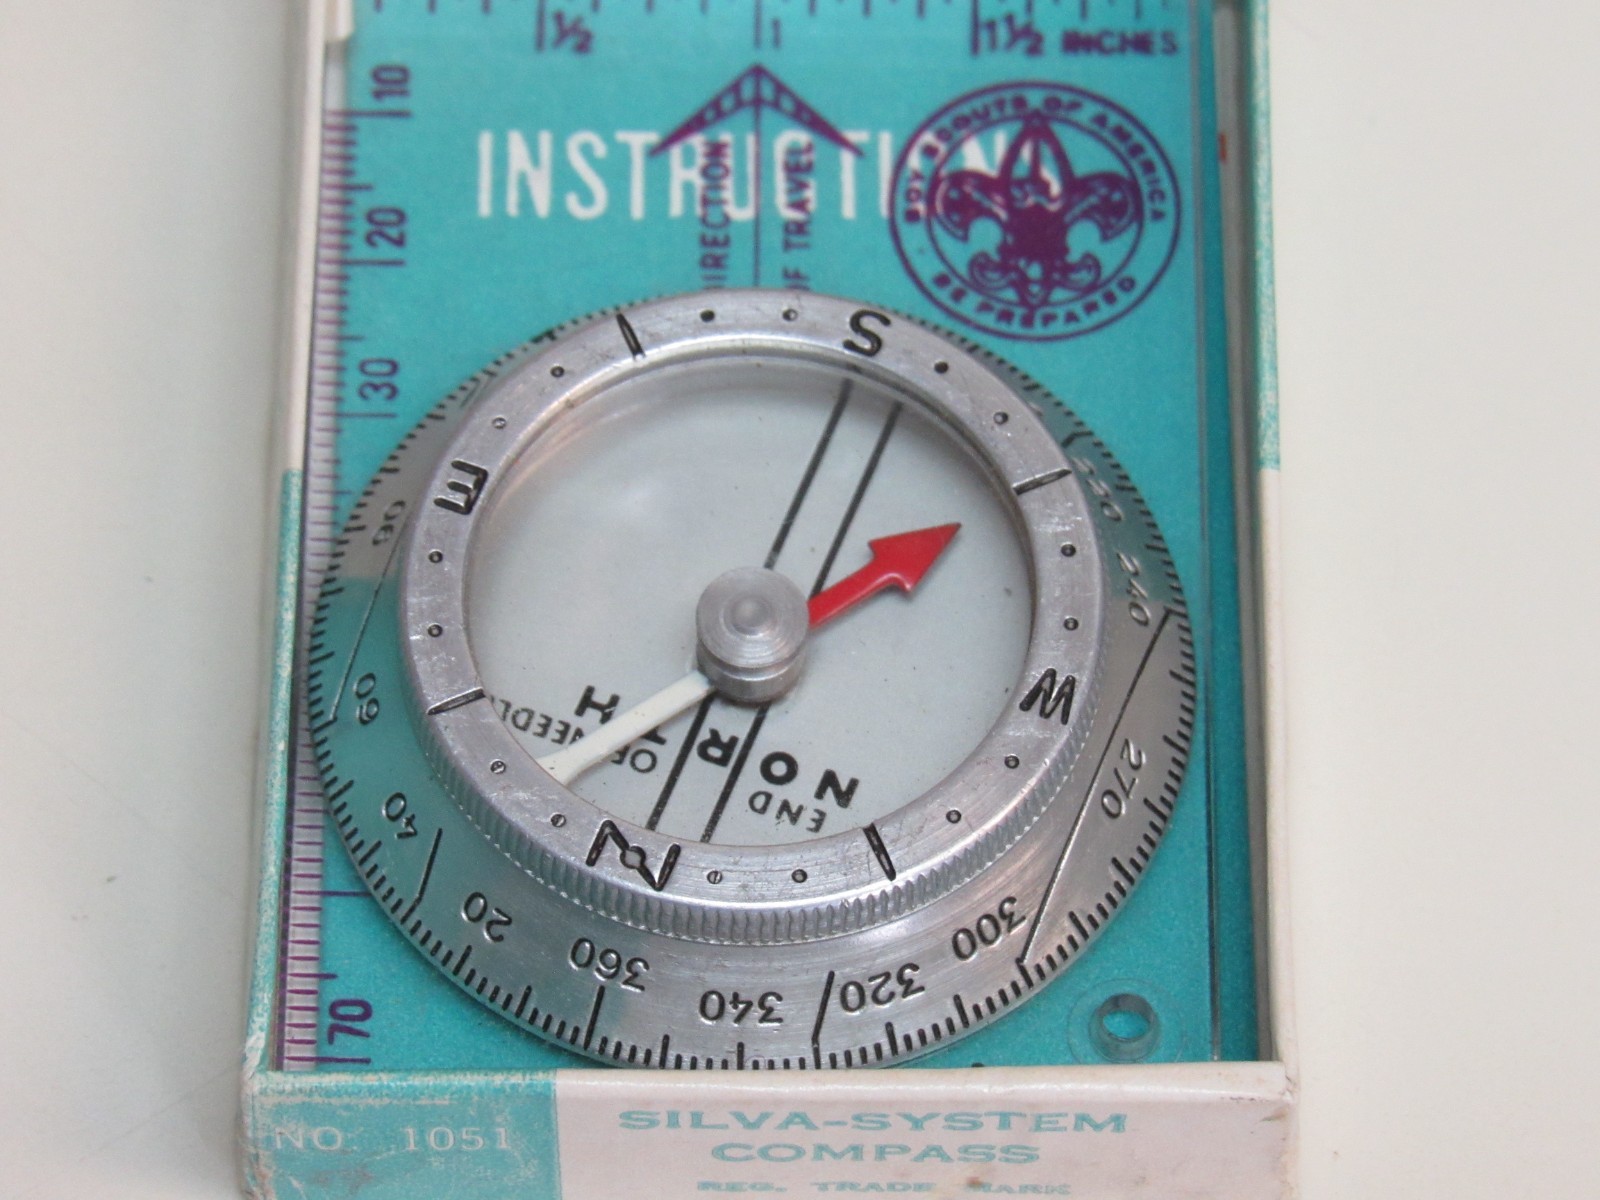 ½ 1 1½ INCHES
10
20
30
70
INSTRUCTIONS
DIRECTION
OF TRAVEL
BOY SCOUTS OF AMERICA
BE PREPARED
S
W
N
E
220
240
270
300
320
340
360
20
40
60
90
NORTH
END OF NEEDLE
NO. 1051
SILVA-SYSTEM
COMPASS
REG. TRADE MARK